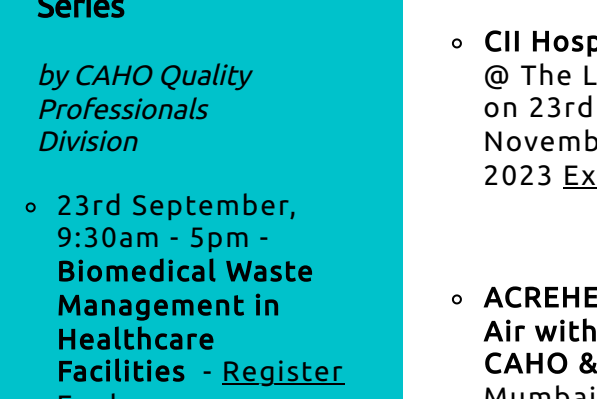 Series
by CAHO Quality
Professionals
Division
23rd September,
9:30am - 5pm -
Biomedical Waste
Management in
Healthcare
Facilities - Register
CII Hosp
@ The L
on 23rd
Novemb
2023 Ex
ACREHE
Air with
CAHO &
Mumbai